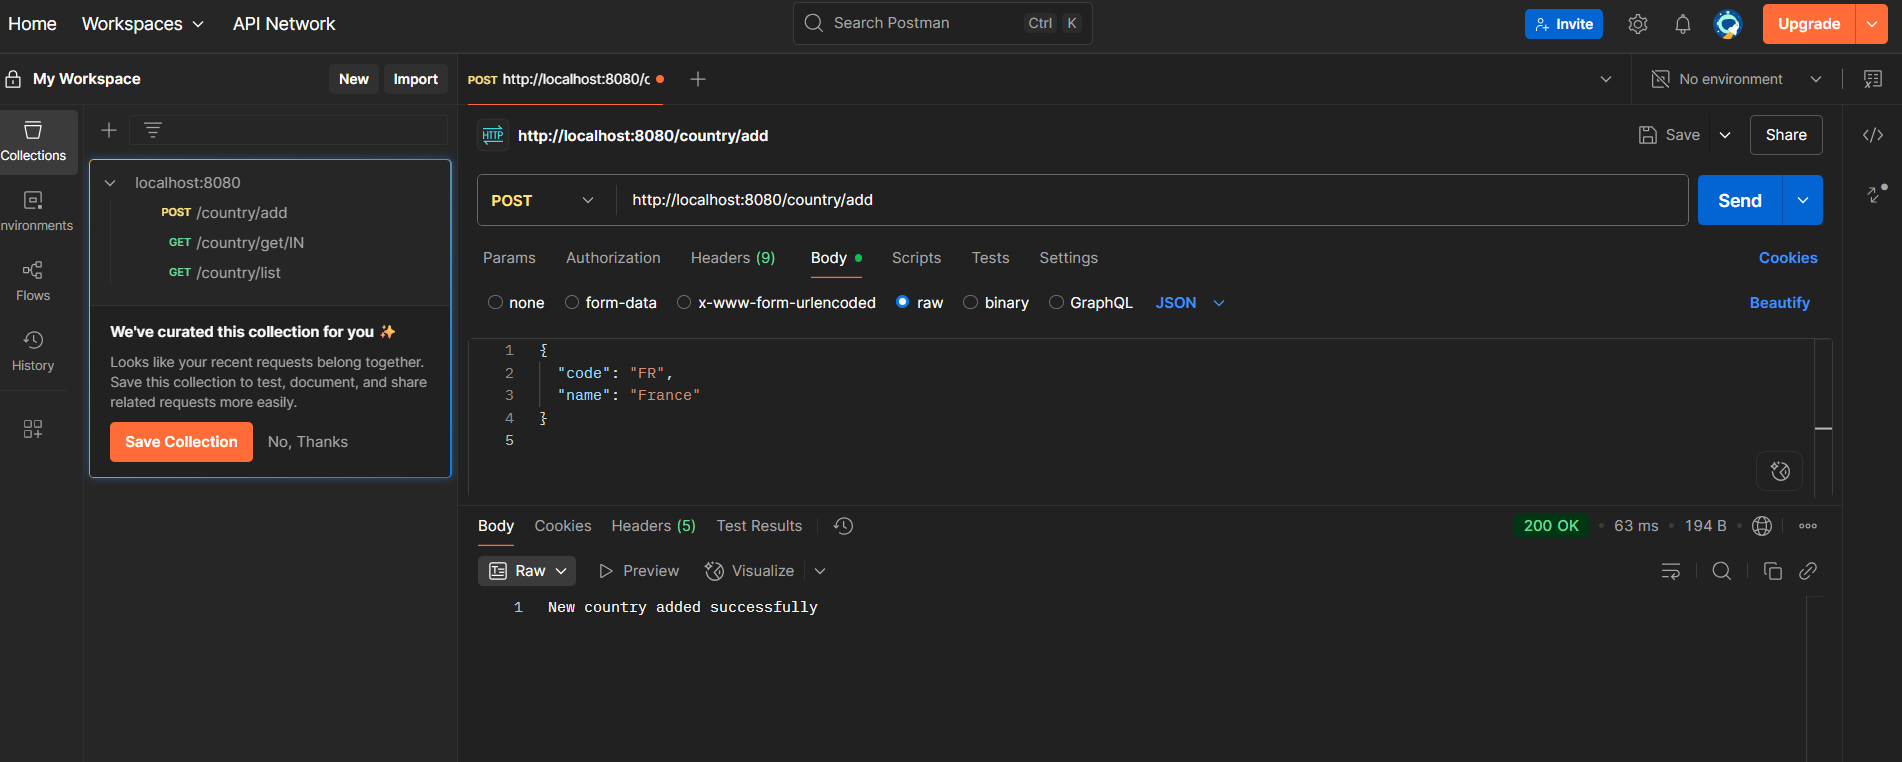 Home Workspaces API Network Search Postman Ctrl K Invite Upgrade
My Workspace New Import POST http://localhost:8080/c No environment
Collections
nvironments
Flows
History
localhost:8080
POST /country/add
GET /country/get/IN
GET /country/list
We've curated this collection for you ✨
Looks like your recent requests belong together.
Save this collection to test, document, and share
related requests more easily.
Save Collection No, Thanks
HTTP http://localhost:8080/country/add Save Share
POST http://localhost:8080/country/add Send
Params Authorization Headers (9) Body Scripts Tests Settings Cookies
none form-data x-www-form-urlencoded raw binary GraphQL JSON Beautify
1 {
2 "code": "FR",
3 "name": "France"
4 }
5
Body Cookies Headers (5) Test Results 200 OK • 63 ms • 194 B •
Raw Preview Visualize
1 New country added successfully